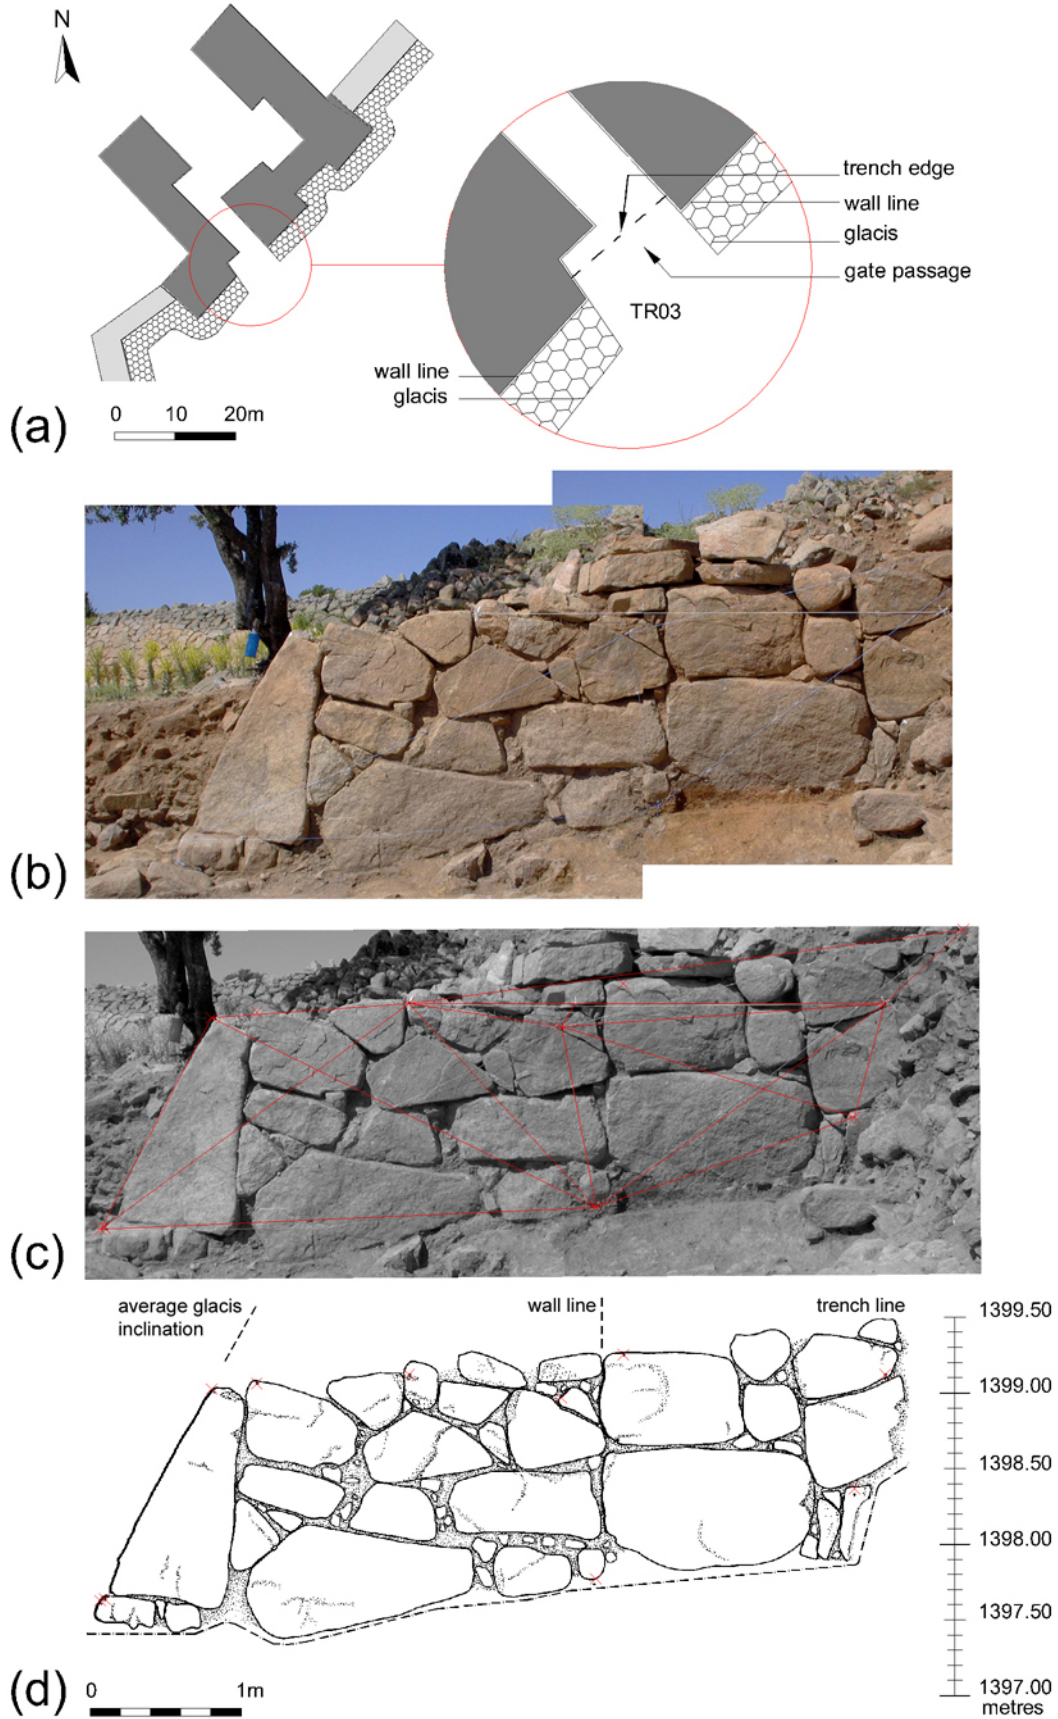 N
trench edge
wall line
glacis
gate passage
TR03
wall line
glacis
(a)
0 10 20m
(b)
(c)
average glacis
inclination
wall line
trench line
1399.50
1399.00
1398.50
1398.00
1397.50
1397.00
metres
(d)
0 1m